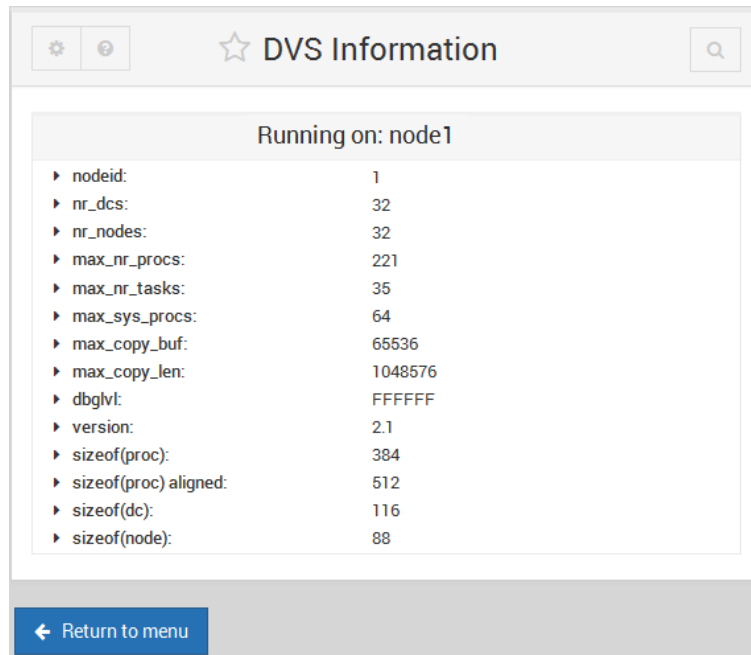 DVS Information
Running on: node1
nodeid: 1
nr_dcs: 32
nr_nodes: 32
max_nr_procs: 221
max_nr_tasks: 35
max_sys_procs: 64
max_copy_buf: 65536
max_copy_len: 1048576
dbglvl: FFFFFF
version: 2.1
sizeof(proc): 384
sizeof(proc) aligned: 512
sizeof(dc): 116
sizeof(node): 88
Return to menu